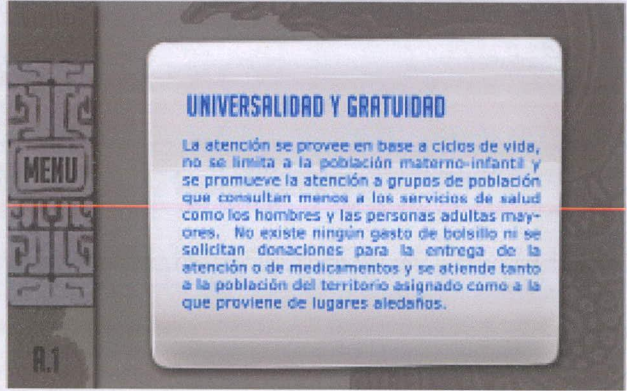 UNIVERSALIDAD Y GRATUIDAD
La atención se provee en base a ciclos de vida,
no se limita a la población materno-infantil y
se promueve la atención a grupos de población
que consultan menos a los servicios de salud
como los hombres y las personas adultas may-
ores. No existe ningún gasto de bolsillo ni se
solicitan donaciones para la entrega de la
atención o de medicamentos y se atiende tanto
a la población del territorio asignado como a la
que proviene de lugares aledaños.
MENU
A.1